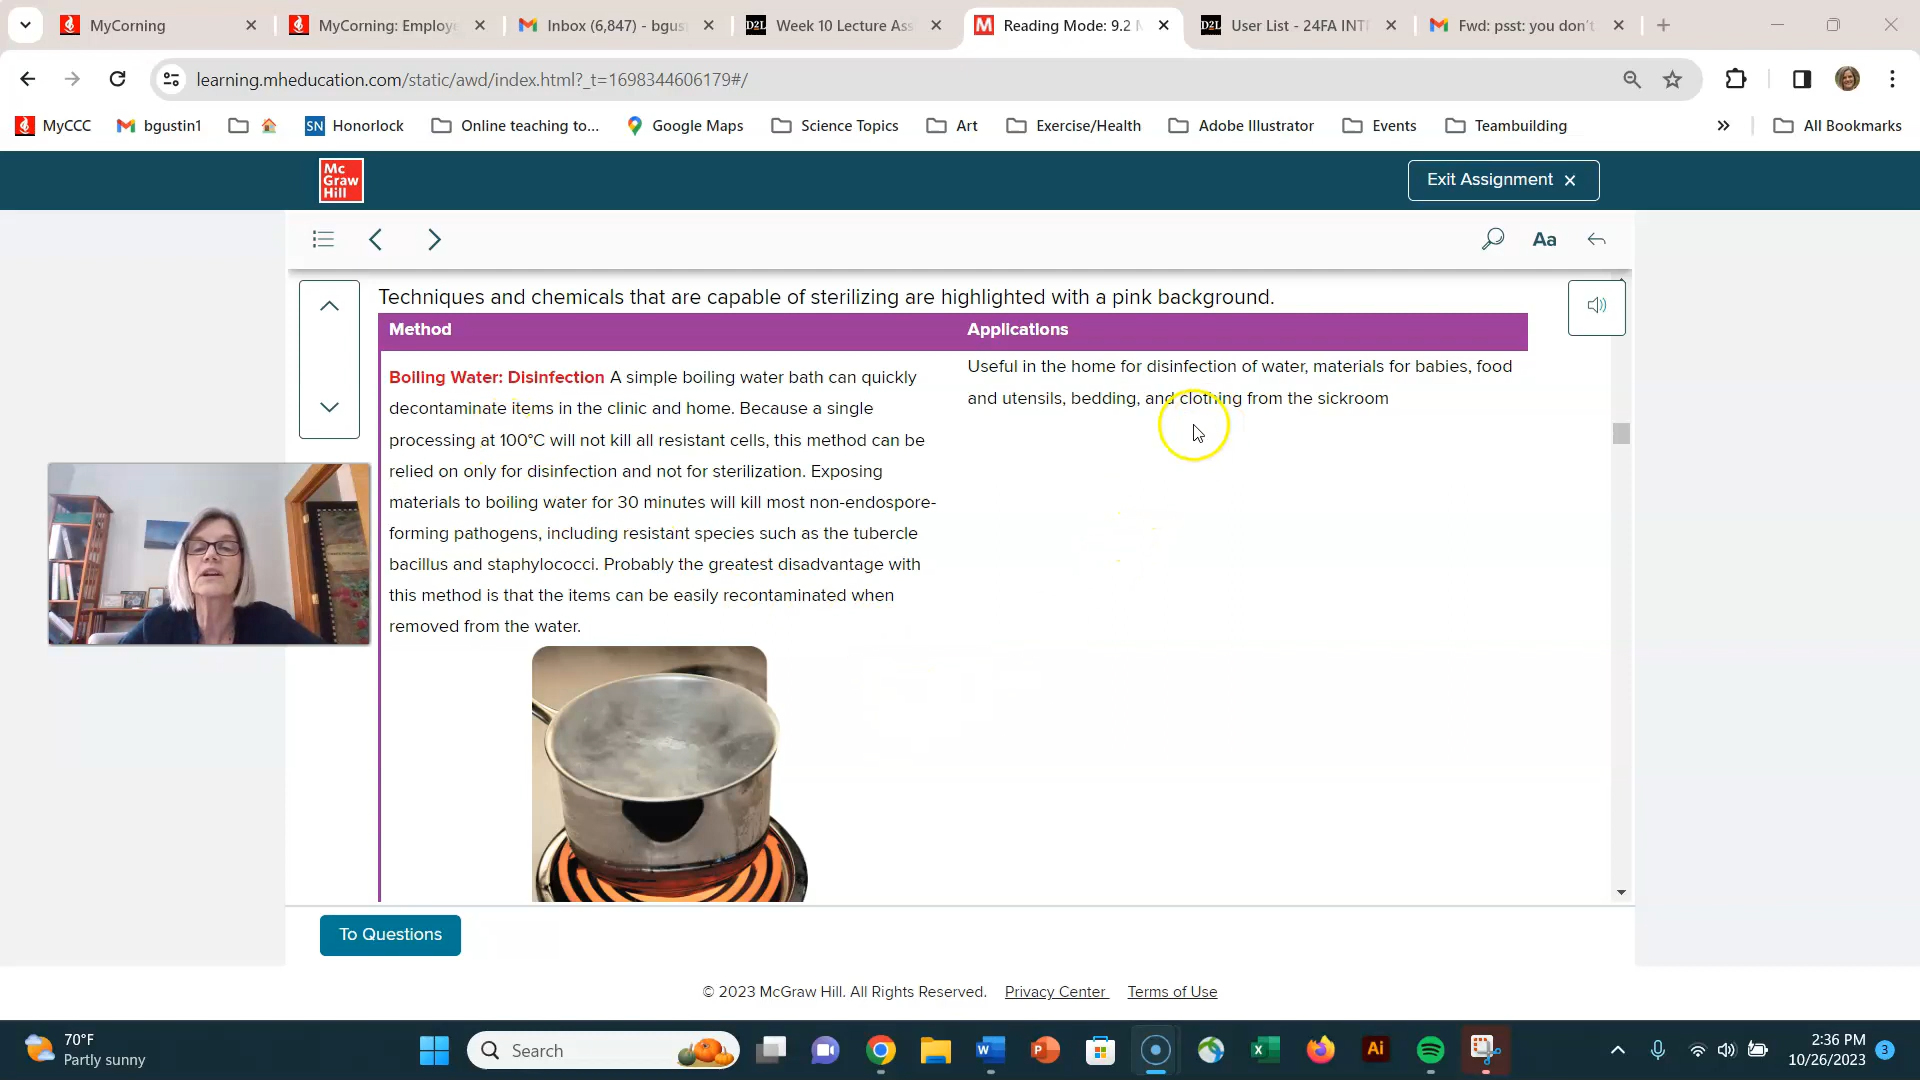 MyCorning
MyCorning: Employe
Inbox (6,847) - bgust
D2L
Week 10 Lecture Ass
M
Reading Mode: 9.2 M
D2L
User List - 24FA INT
Fwd: psst: you don't
learning.mheducation.com/static/awd/index.html?_t=1698344606179#/
MyCCC
bgustin1
SN
Honorlock
Online teaching to...
Google Maps
Science Topics
Art
Exercise/Health
Adobe Illustrator
Events
Teambuilding
»
All Bookmarks
Mc
Graw
Hill
Exit Assignment ×
Aa
Techniques and chemicals that are capable of sterilizing are highlighted with a pink background.
Method
Applications
Boiling Water: Disinfection A simple boiling water bath can quickly
decontaminate items in the clinic and home. Because a single
processing at 100°C will not kill all resistant cells, this method can be
relied on only for disinfection and not for sterilization. Exposing
materials to boiling water for 30 minutes will kill most non-endospore-
forming pathogens, including resistant species such as the tubercle
bacillus and staphylococci. Probably the greatest disadvantage with
this method is that the items can be easily recontaminated when
removed from the water.
Useful in the home for disinfection of water, materials for babies, food
and utensils, bedding, and clothing from the sickroom
To Questions
© 2023 McGraw Hill. All Rights Reserved.
Privacy Center
Terms of Use
70°F
Partly sunny
Search
W
P
X
Ai
2:36 PM
10/26/2023
3